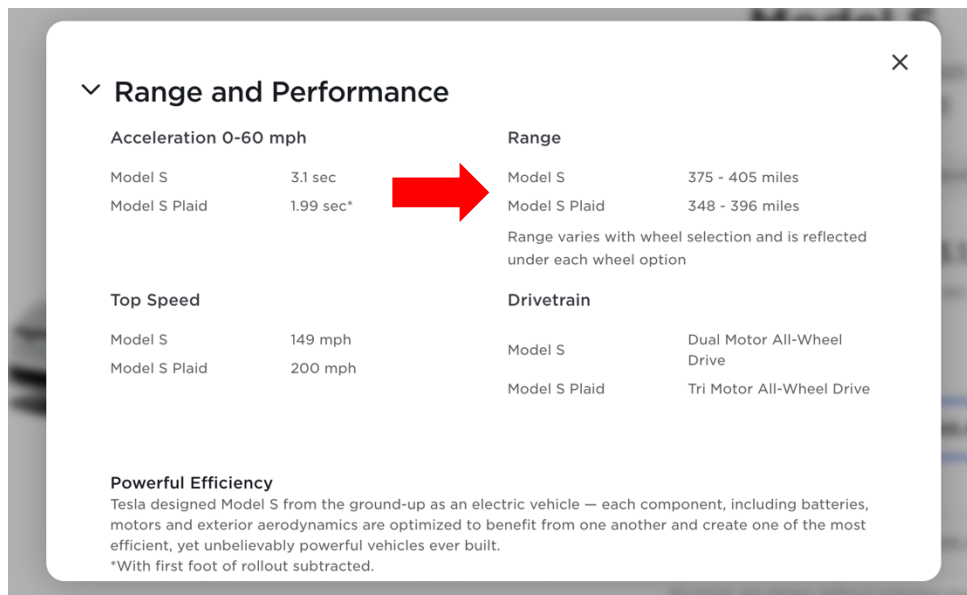 Model S
Range and Performance
Acceleration 0-60 mph
Model S 3.1 sec
Model S Plaid 1.99 sec*
Range
Model S 375 - 405 miles
Model S Plaid 348 - 396 miles
Range varies with wheel selection and is reflected
under each wheel option
Top Speed
Model S 149 mph
Model S Plaid 200 mph
Drivetrain
Model S Dual Motor All-Wheel
Drive
Model S Plaid Tri Motor All-Wheel Drive
Powerful Efficiency
Tesla designed Model S from the ground-up as an electric vehicle — each component, including batteries,
motors and exterior aerodynamics are optimized to benefit from one another and create one of the most
efficient, yet unbelievably powerful vehicles ever built.
*With first foot of rollout subtracted.